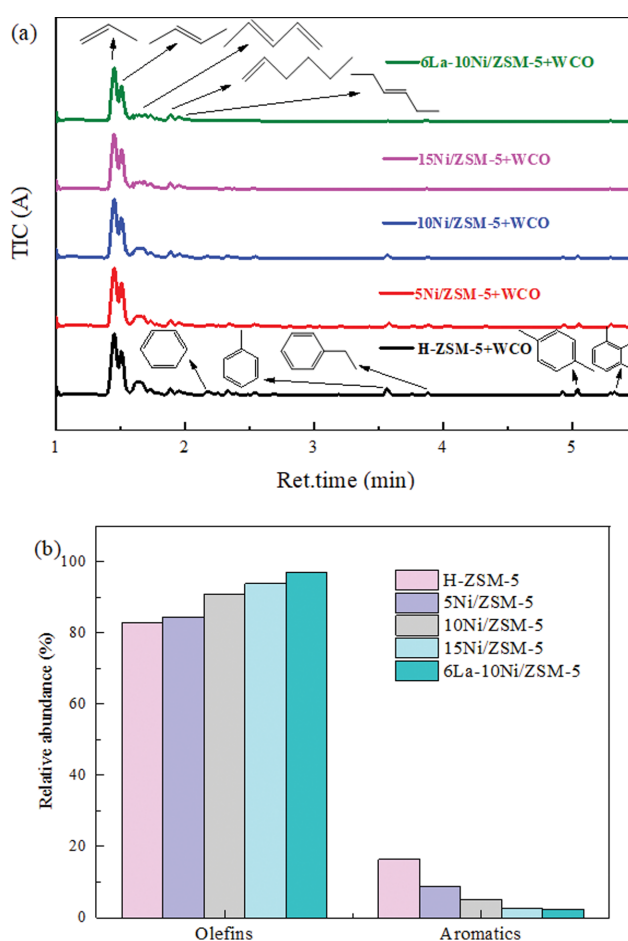 (a)
6La-10Ni/ZSM-5+WCO
15Ni/ZSM-5+WCO
10Ni/ZSM-5+WCO
5Ni/ZSM-5+WCO
H-ZSM-5+WCO
TIC (A)
1 2 3 4 5
Ret.time (min)
(b)
H-ZSM-5
5Ni/ZSM-5
10Ni/ZSM-5
15Ni/ZSM-5
6La-10Ni/ZSM-5
Relative abundance (%)
100
80
60
40
20
0
Olefins Aromatics